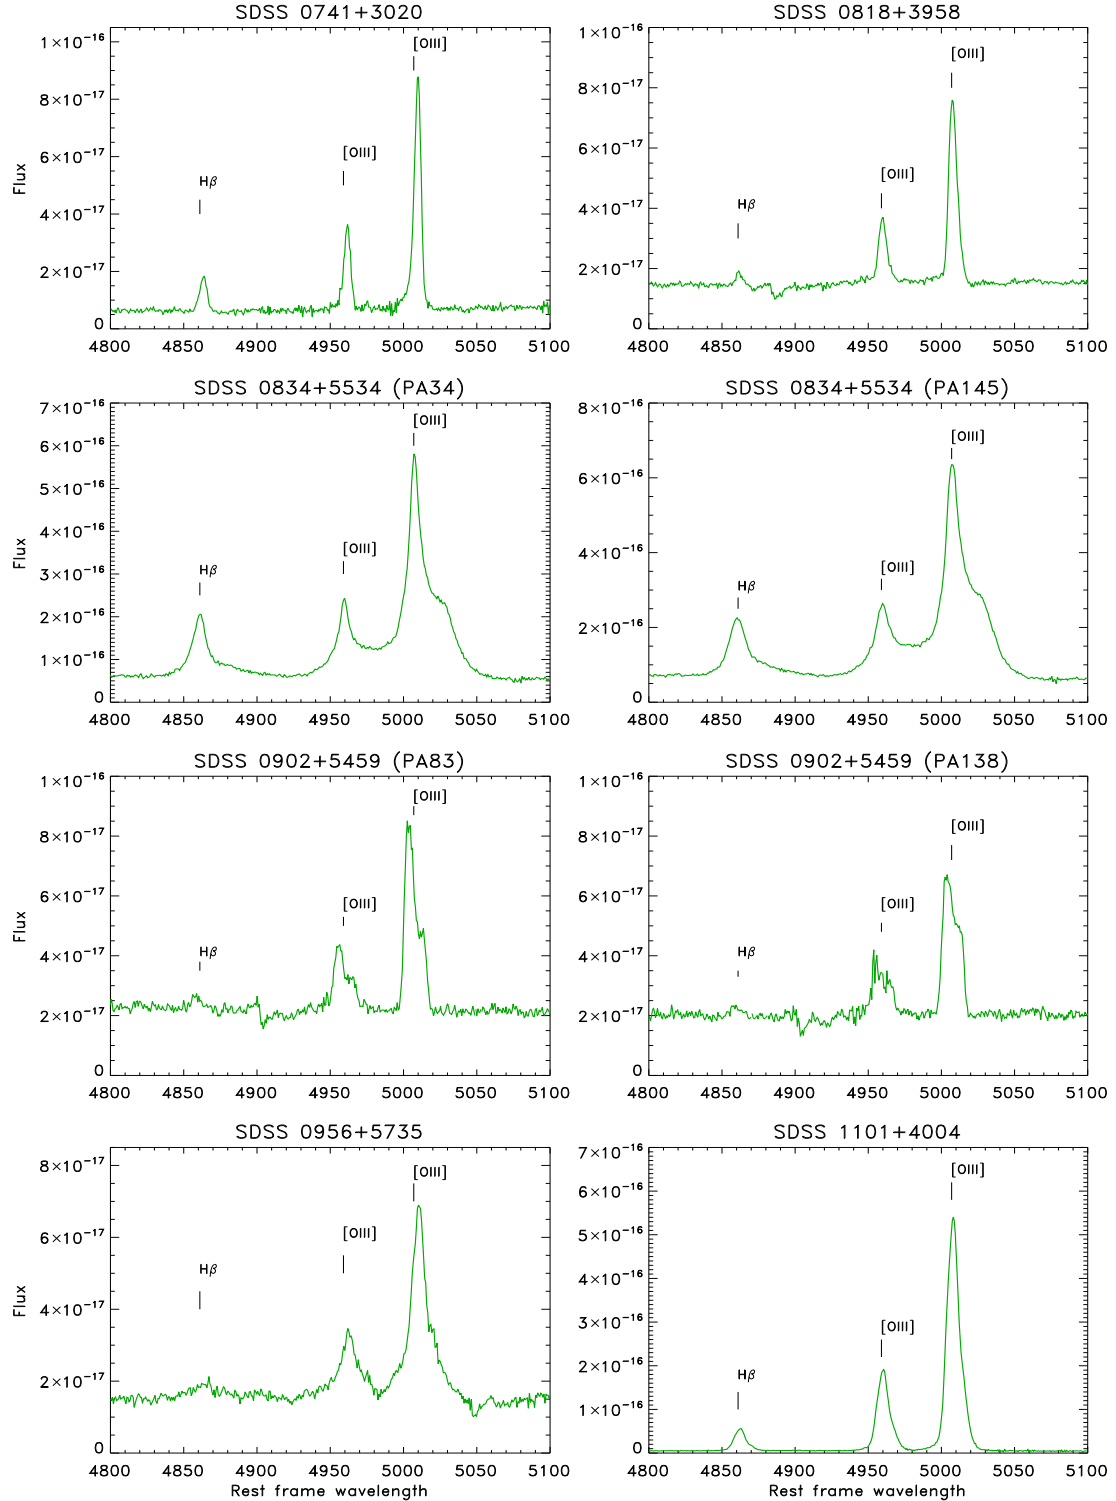 SDSS 0741+3020
1×10⁻¹⁶
8×10⁻¹⁷
6×10⁻¹⁷
4×10⁻¹⁷
2×10⁻¹⁷
0
Flux
Hβ
[OIII]
[OIII]
4800 4850 4900 4950 5000 5050 5100
SDSS 0818+3958
1×10⁻¹⁶
8×10⁻¹⁷
6×10⁻¹⁷
4×10⁻¹⁷
2×10⁻¹⁷
0
Hβ
[OIII]
[OIII]
4800 4850 4900 4950 5000 5050 5100
SDSS 0834+5534 (PA34)
7×10⁻¹⁶
6×10⁻¹⁶
5×10⁻¹⁶
4×10⁻¹⁶
3×10⁻¹⁶
2×10⁻¹⁶
1×10⁻¹⁶
0
Flux
Hβ
[OIII]
[OIII]
4800 4850 4900 4950 5000 5050 5100
SDSS 0834+5534 (PA145)
8×10⁻¹⁶
6×10⁻¹⁶
4×10⁻¹⁶
2×10⁻¹⁶
0
Hβ
[OIII]
[OIII]
4800 4850 4900 4950 5000 5050 5100
SDSS 0902+5459 (PA83)
1×10⁻¹⁶
8×10⁻¹⁷
6×10⁻¹⁷
4×10⁻¹⁷
2×10⁻¹⁷
0
Flux
Hβ
[OIII]
[OIII]
4800 4850 4900 4950 5000 5050 5100
SDSS 0902+5459 (PA138)
1×10⁻¹⁶
8×10⁻¹⁷
6×10⁻¹⁷
4×10⁻¹⁷
2×10⁻¹⁷
0
Hβ
[OIII]
[OIII]
4800 4850 4900 4950 5000 5050 5100
SDSS 0956+5735
8×10⁻¹⁷
6×10⁻¹⁷
4×10⁻¹⁷
2×10⁻¹⁷
0
Flux
Hβ
[OIII]
[OIII]
4800 4850 4900 4950 5000 5050 5100
Rest frame wavelength
SDSS 1101+4004
7×10⁻¹⁶
6×10⁻¹⁶
5×10⁻¹⁶
4×10⁻¹⁶
3×10⁻¹⁶
2×10⁻¹⁶
1×10⁻¹⁶
0
Hβ
[OIII]
[OIII]
4800 4850 4900 4950 5000 5050 5100
Rest frame wavelength